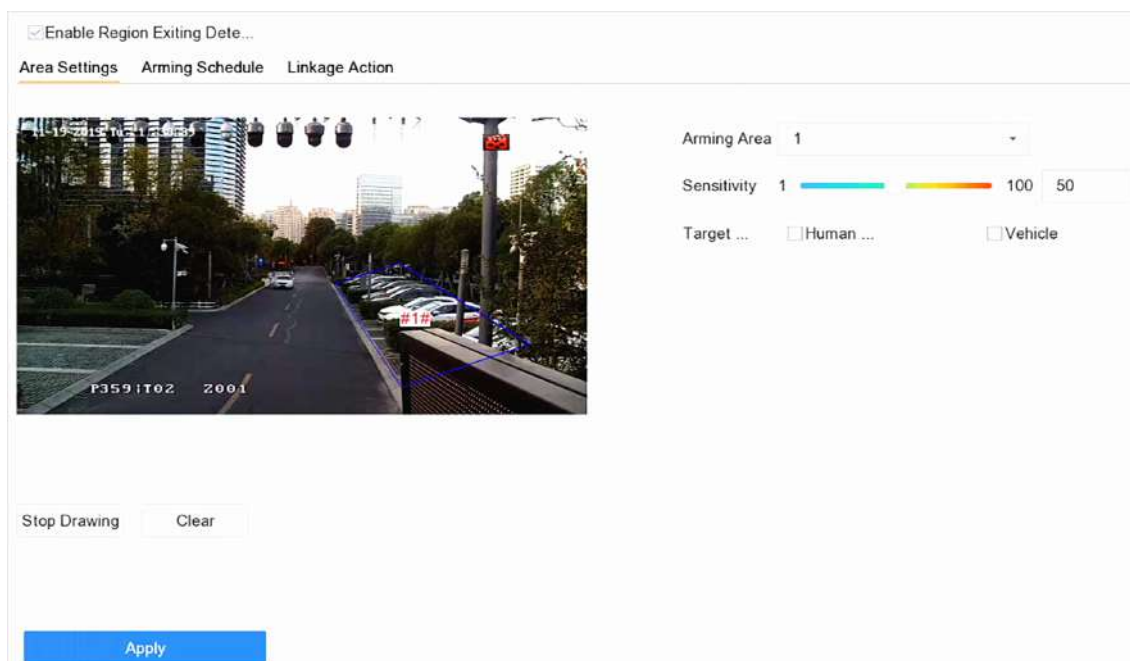 Enable Region Exiting Dete...
Area Settings Arming Schedule Linkage Action
Arming Area 1
Sensitivity 1 100 50
Target ... Human ... Vehicle
#1#
P359 T02 Z001
Stop Drawing Clear
Apply